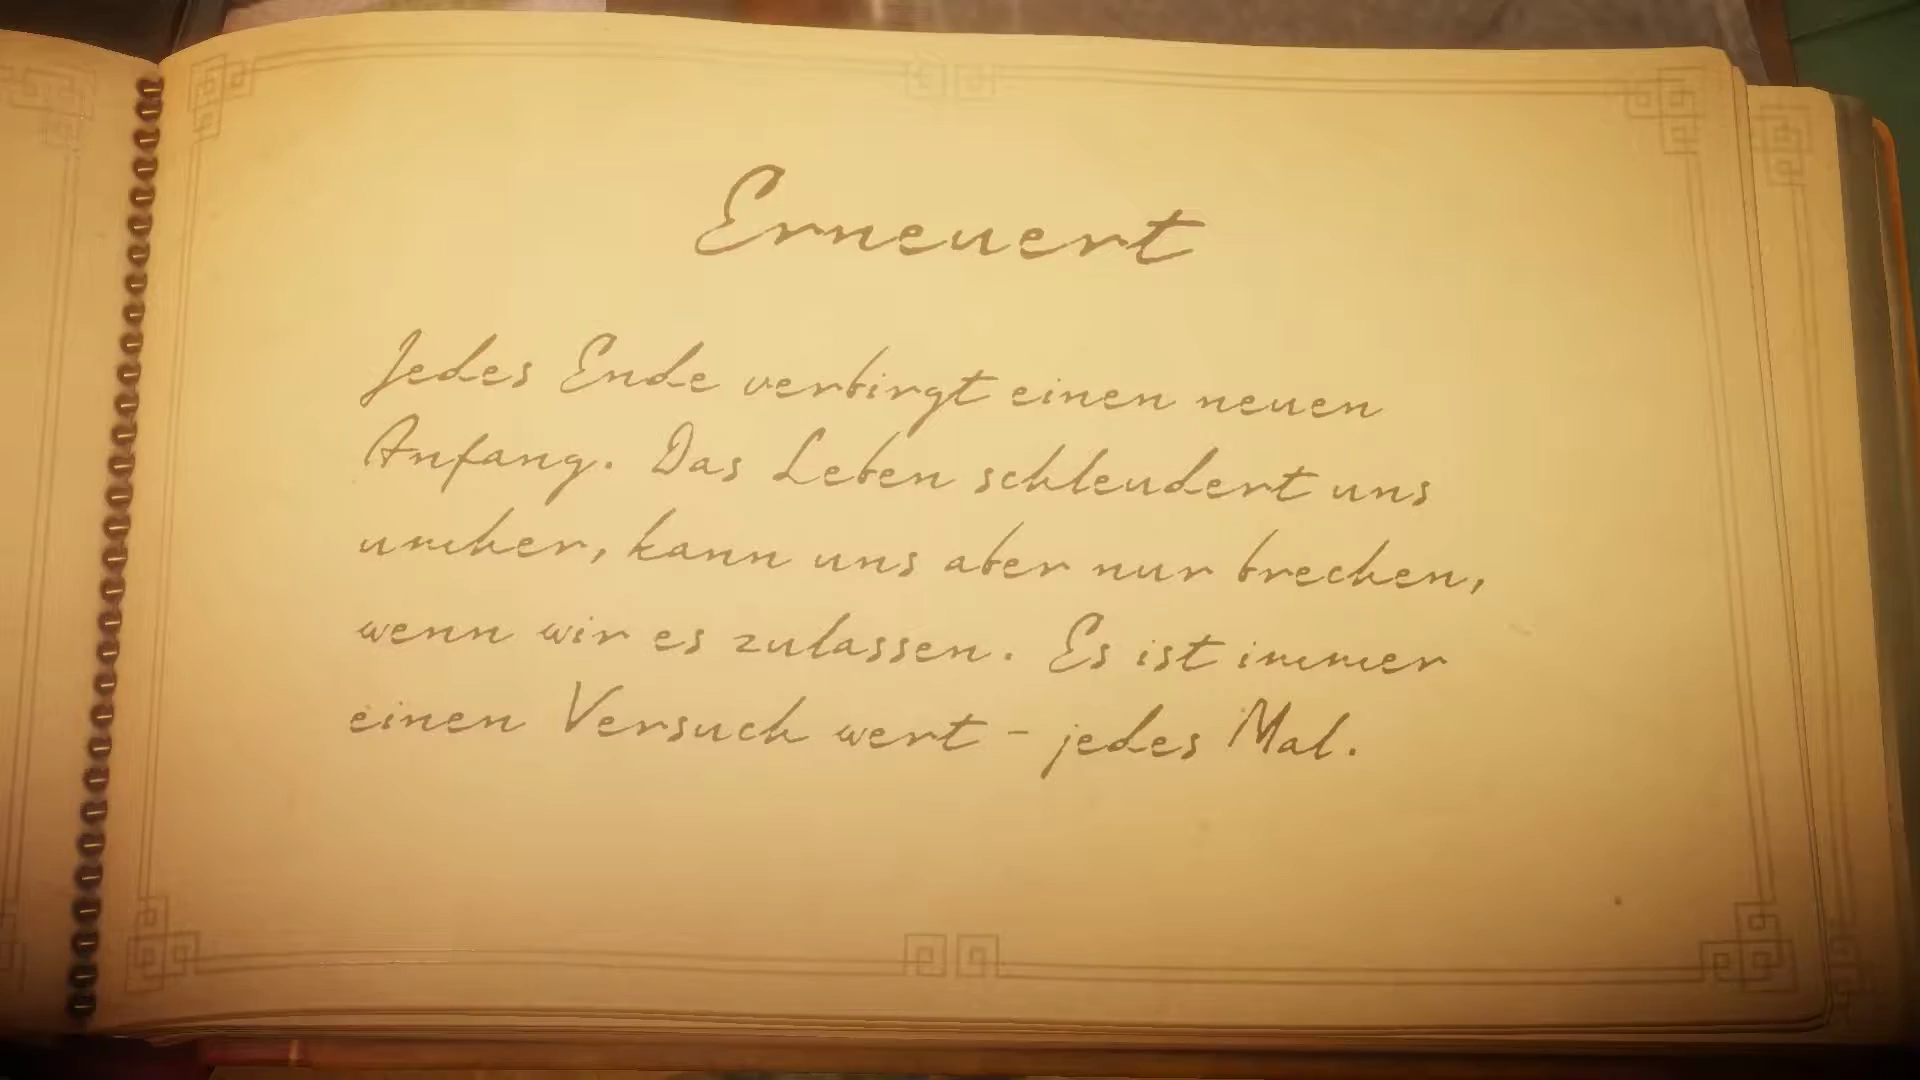 Erneuert
Jedes Ende verbirgt einen neuen
Anfang. Das Leben schleudert uns
umher, kann uns aber nur brechen,
wenn wir es zulassen. Es ist immer
einen Versuch wert - jedes Mal.